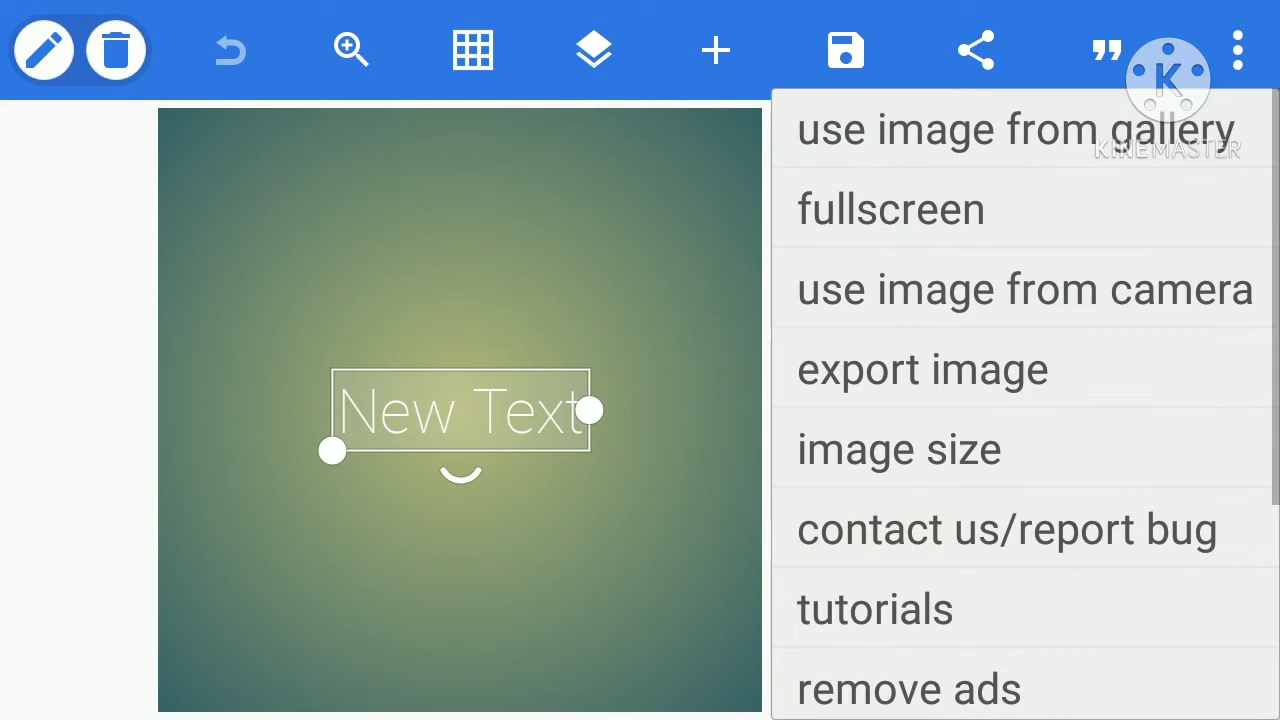 K
KINEMASTER
use image from gallery
fullscreen
use image from camera
export image
image size
contact us/report bug
tutorials
remove ads
New Text